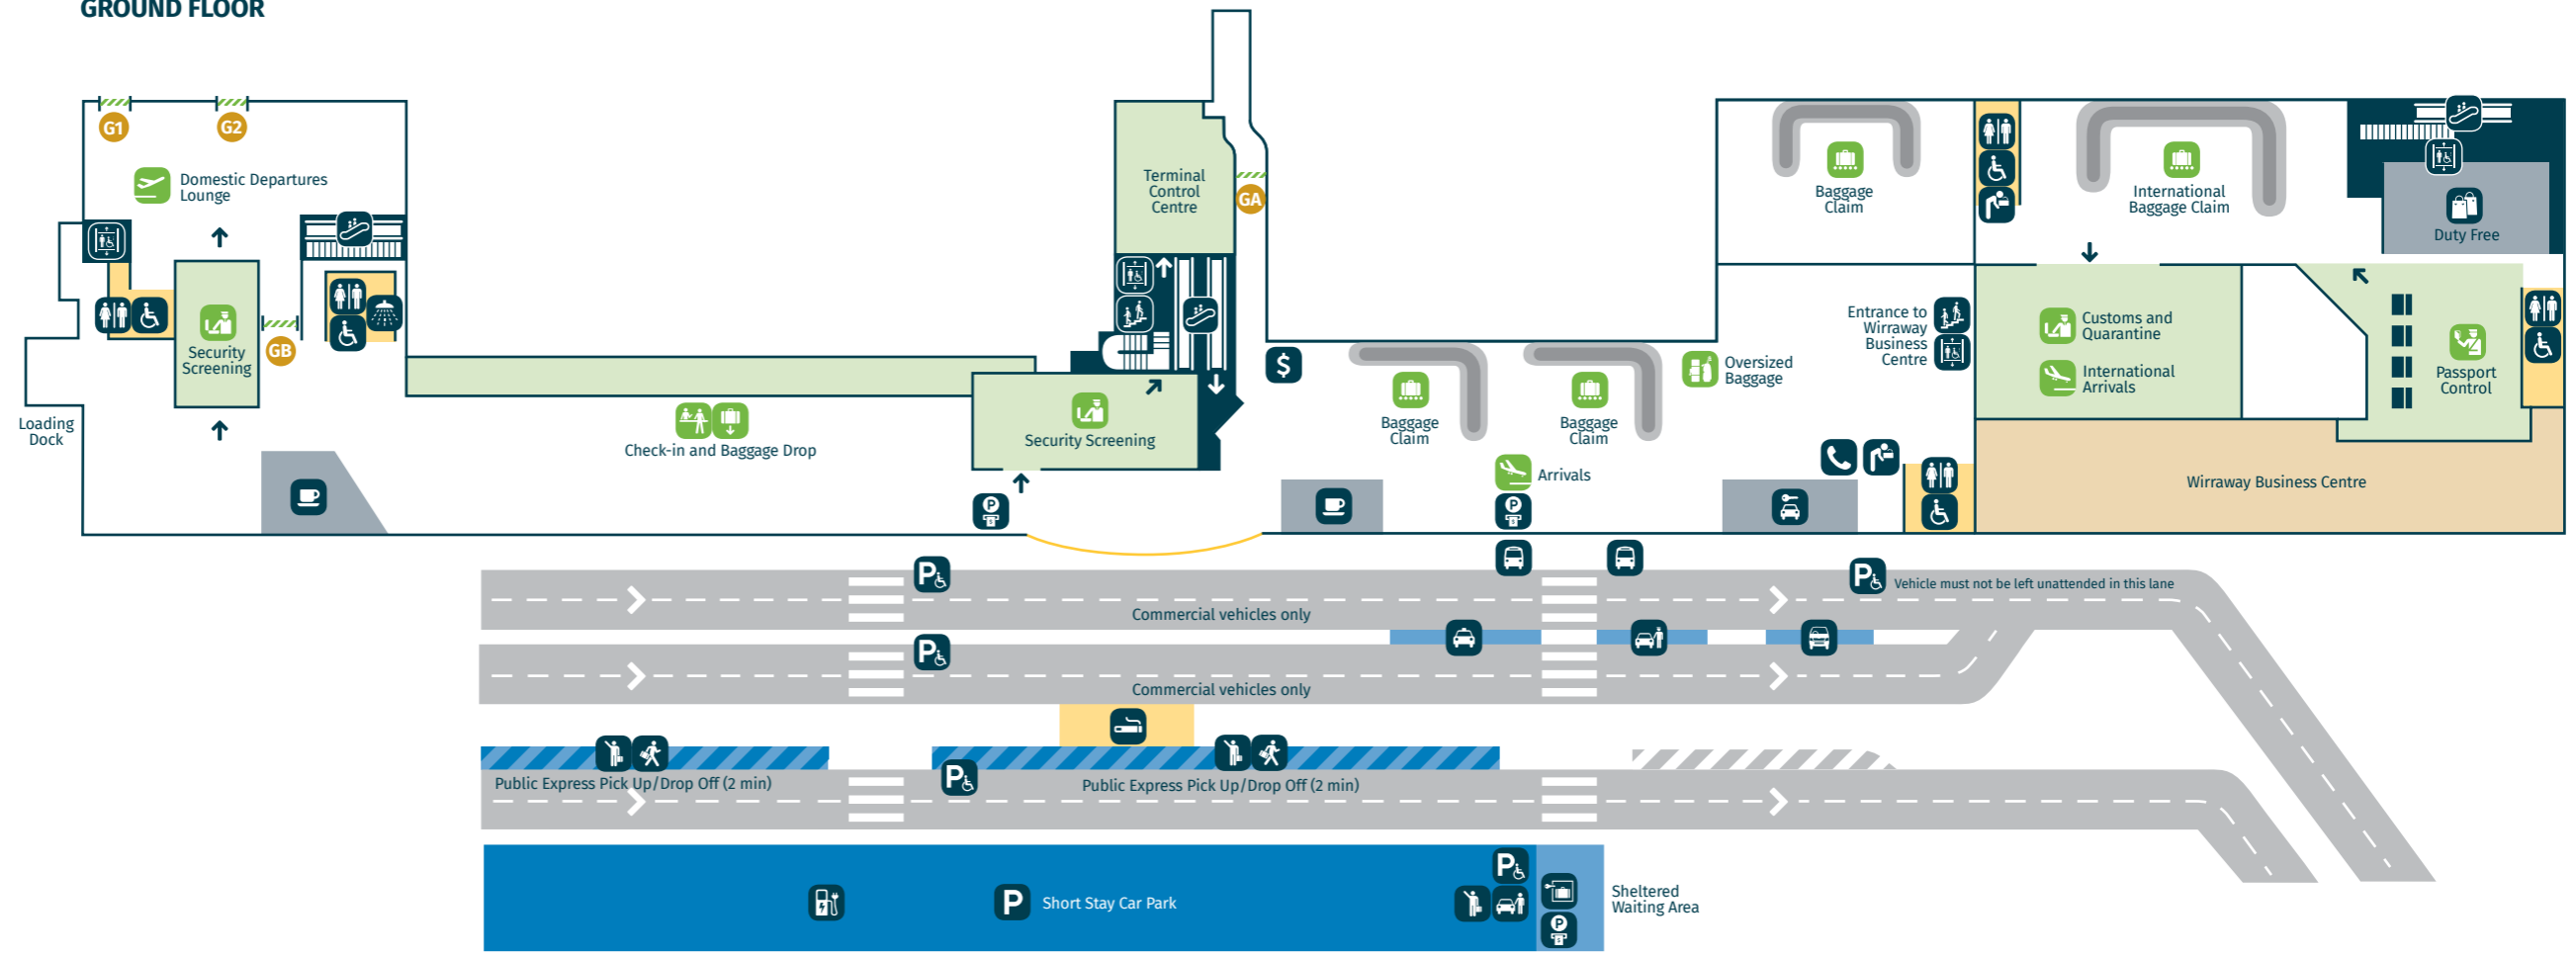 GROUND FLOOR
G1
G2
Domestic Departures
Lounge
Security
Screening
GB
Loading
Dock
Check-in and Baggage Drop
Terminal
Control
Centre
GA
Security Screening
$
Baggage
Claim
Baggage
Claim
Oversized
Baggage
Arrivals
P
P
Baggage
Claim
International
Baggage Claim
Duty Free
Entrance to
Wirraway
Business
Centre
Customs and
Quarantine
International
Arrivals
Passport
Control
Wirraway Business Centre
P
P
Vehicle must not be left unattended in this lane
Commercial vehicles only
P
Commercial vehicles only
Public Express Pick Up/Drop Off (2 min)
P
Public Express Pick Up/Drop Off (2 min)
P
Short Stay Car Park
P
P
Sheltered
Waiting Area